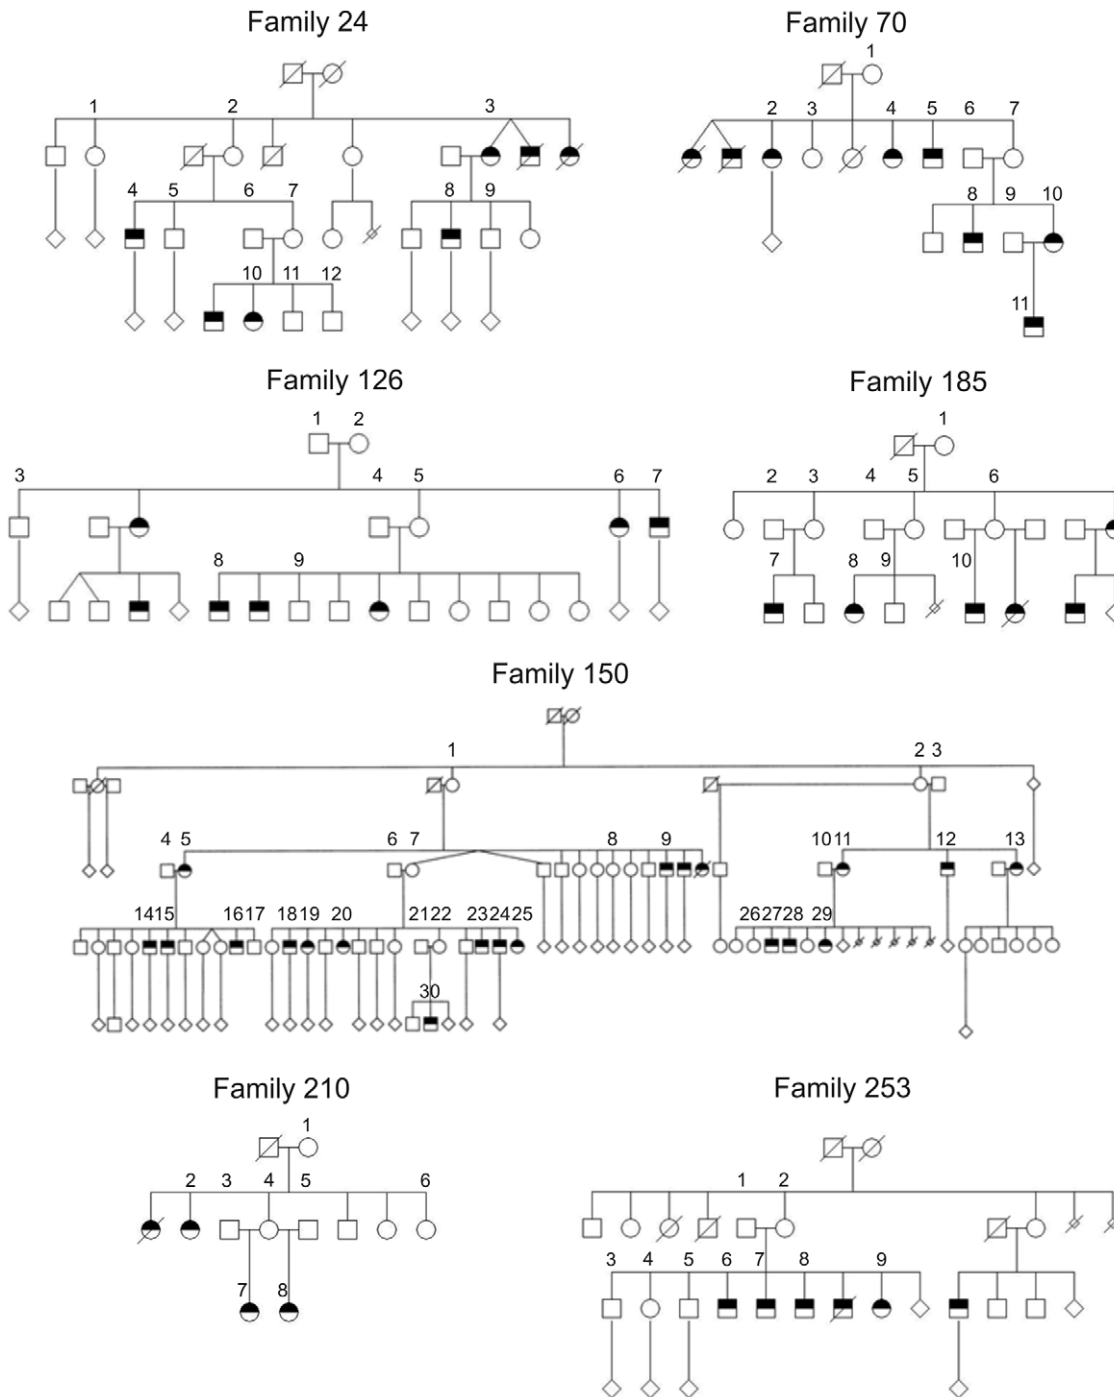 Family 24
Family 70
1
1 2 3
2 3 4 5 6 7
4 5 6 7 8 9
8 9 10
10 11 12
11
Family 126
Family 185
1 2
1
3 4 5 6 7
2 3 4 5 6
8 9
7 8 9 10
Family 150
1 2 3
4 5 6 7 8 9 10 11 12 13
14 15 16 17 18 19 20 21 22 23 24 25 26 27 28 29
30
Family 210
Family 253
1
2 3 4 5 6
1 2
7 8
3 4 5 6 7 8 9